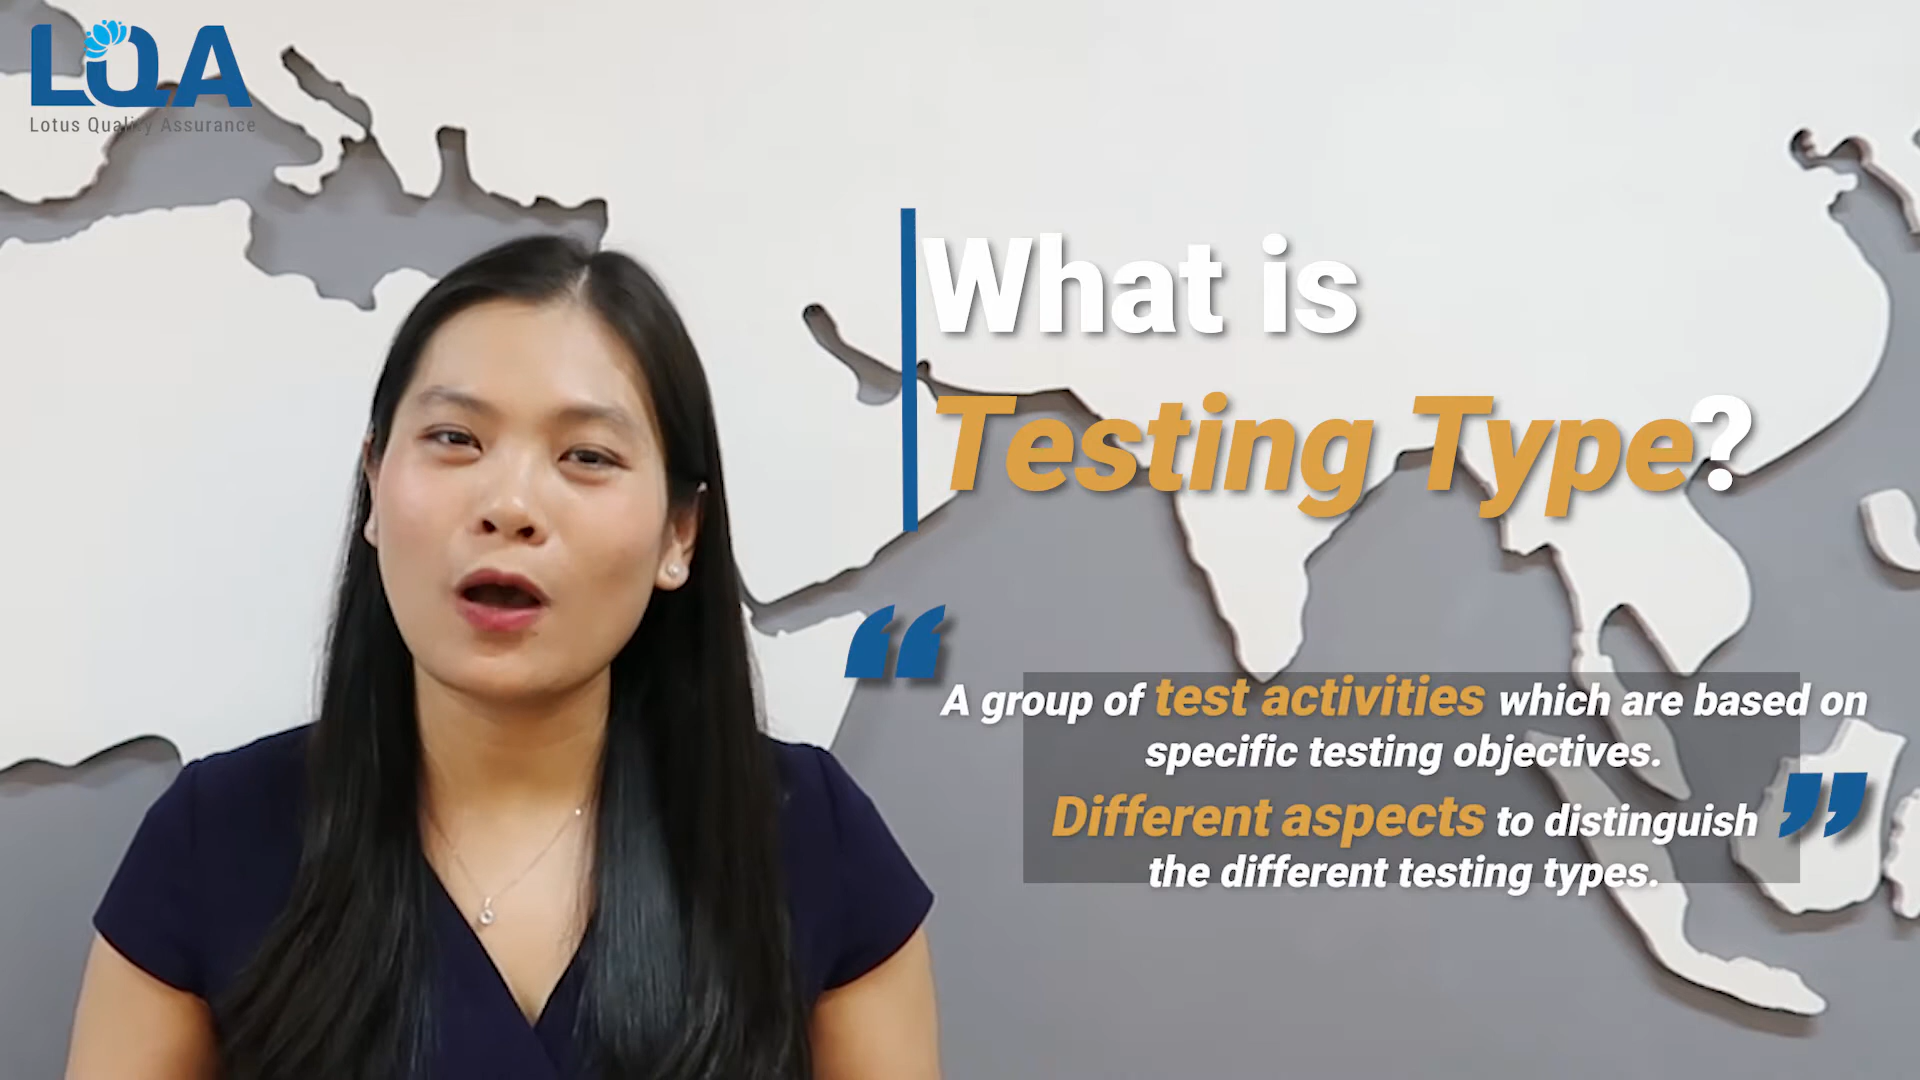 LQA
Lotus Quality Assurance
What is
Testing Type?
“
A group of test activities which are based on
specific testing objectives.
Different aspects to distinguish ”
the different testing types.